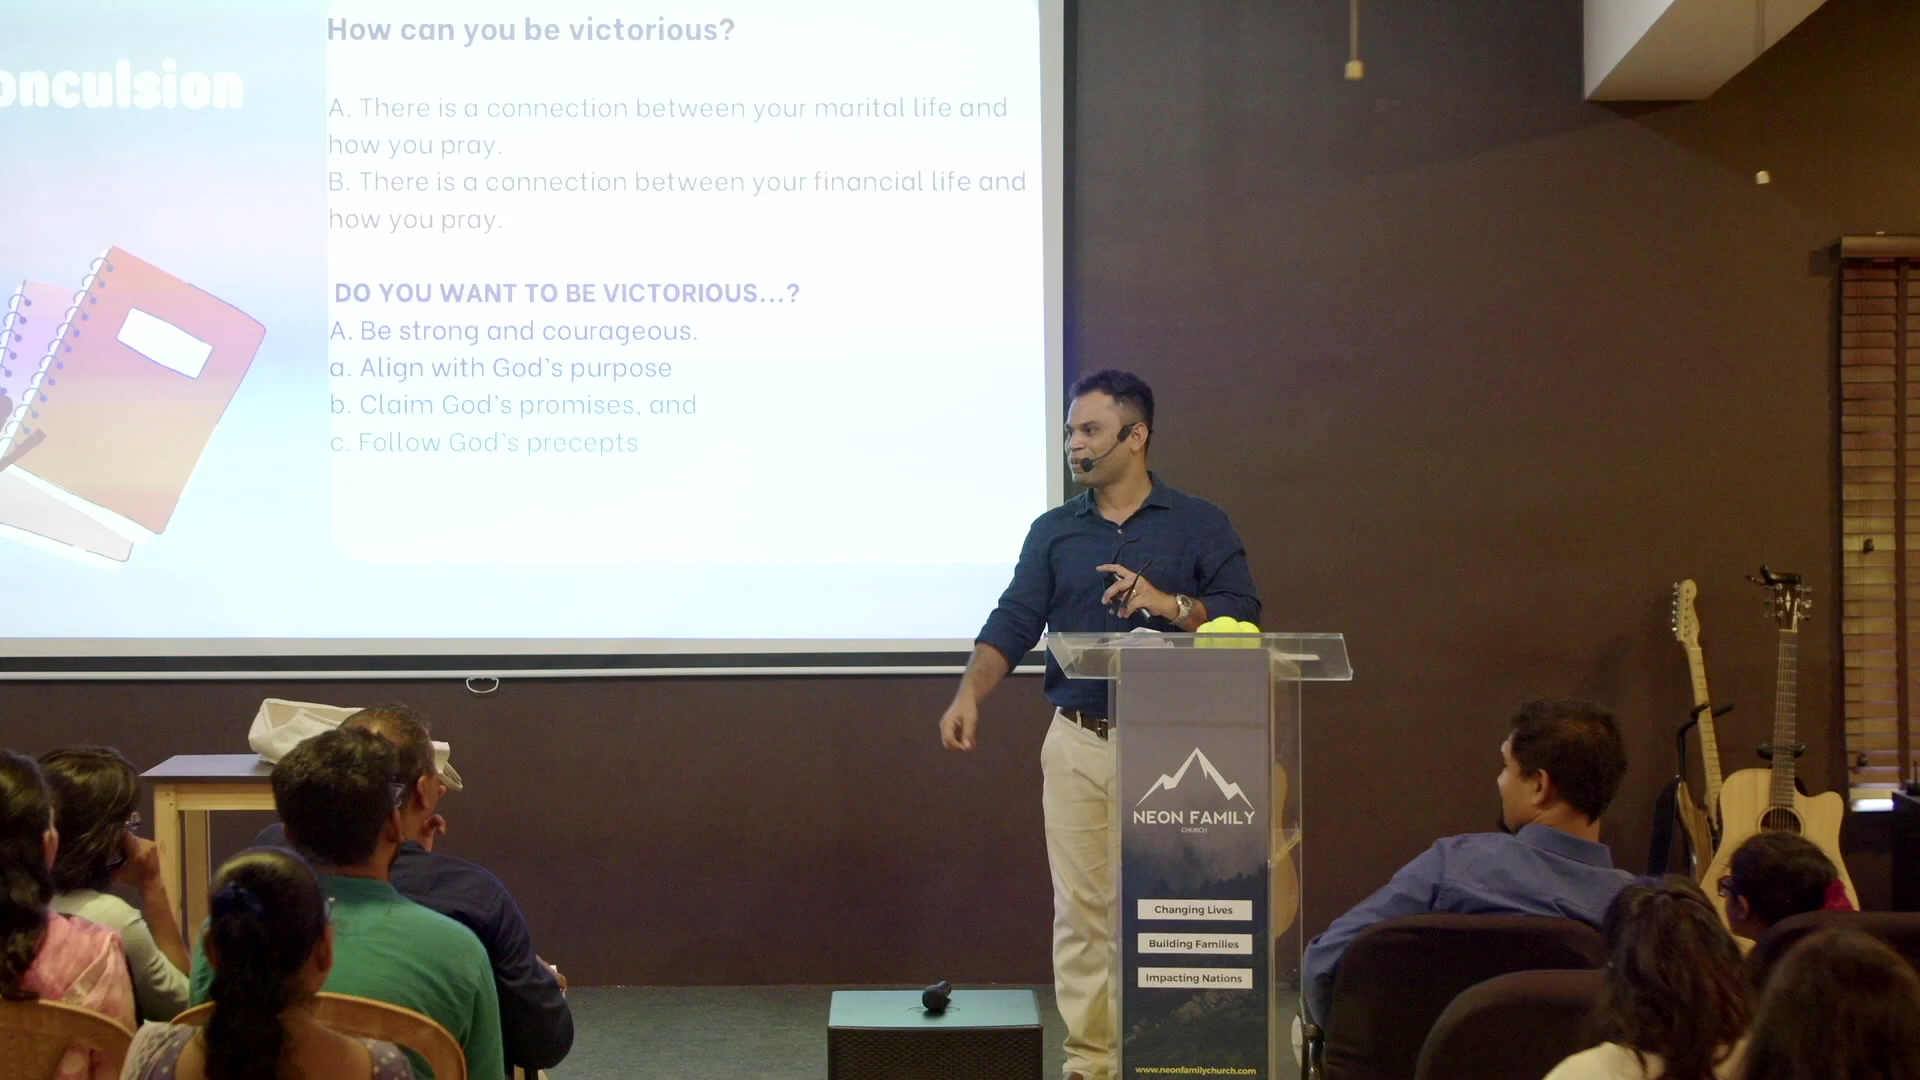 How can you be victorious?
onculsion
A. There is a connection between your marital life and
how you pray.
B. There is a connection between your financial life and
how you pray.
DO YOU WANT TO BE VICTORIOUS...?
A. Be strong and courageous.
a. Align with God's purpose
b. Claim God's promises, and
c. Follow God's precepts
NEON FAMILY
CHURCH
Changing Lives
Building Families
Impacting Nations
www.neonfamilychurch.com